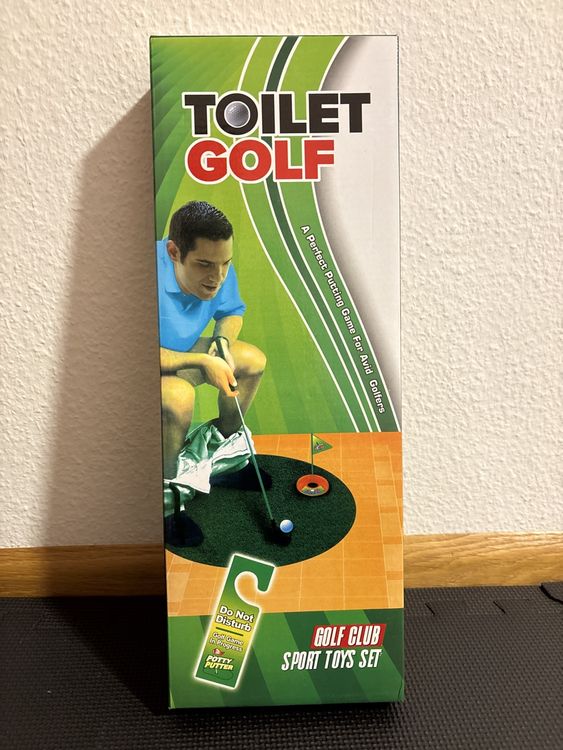 TOILET
GOLF
A Perfect Putting Game For Avid Golfers
Do Not
Disturb
Golf Game
In Progress
POTTY
PUTTER
GOLF CLUB
SPORT TOYS SET